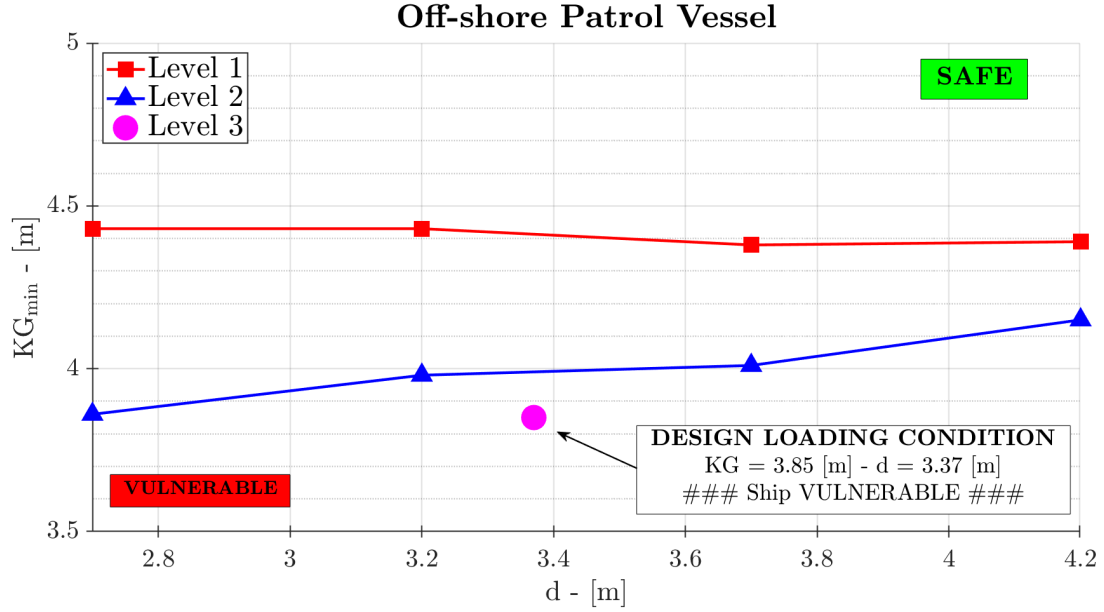 Off-shore Patrol Vessel
Level 1
Level 2
Level 3
SAFE
VULNERABLE
DESIGN LOADING CONDITION
KG = 3.85 [m] - d = 3.37 [m]
### Ship VULNERABLE ###
KGmin - [m]
5
4.5
4
3.5
2.8
3
3.2
3.4
3.6
3.8
4
4.2
d - [m]